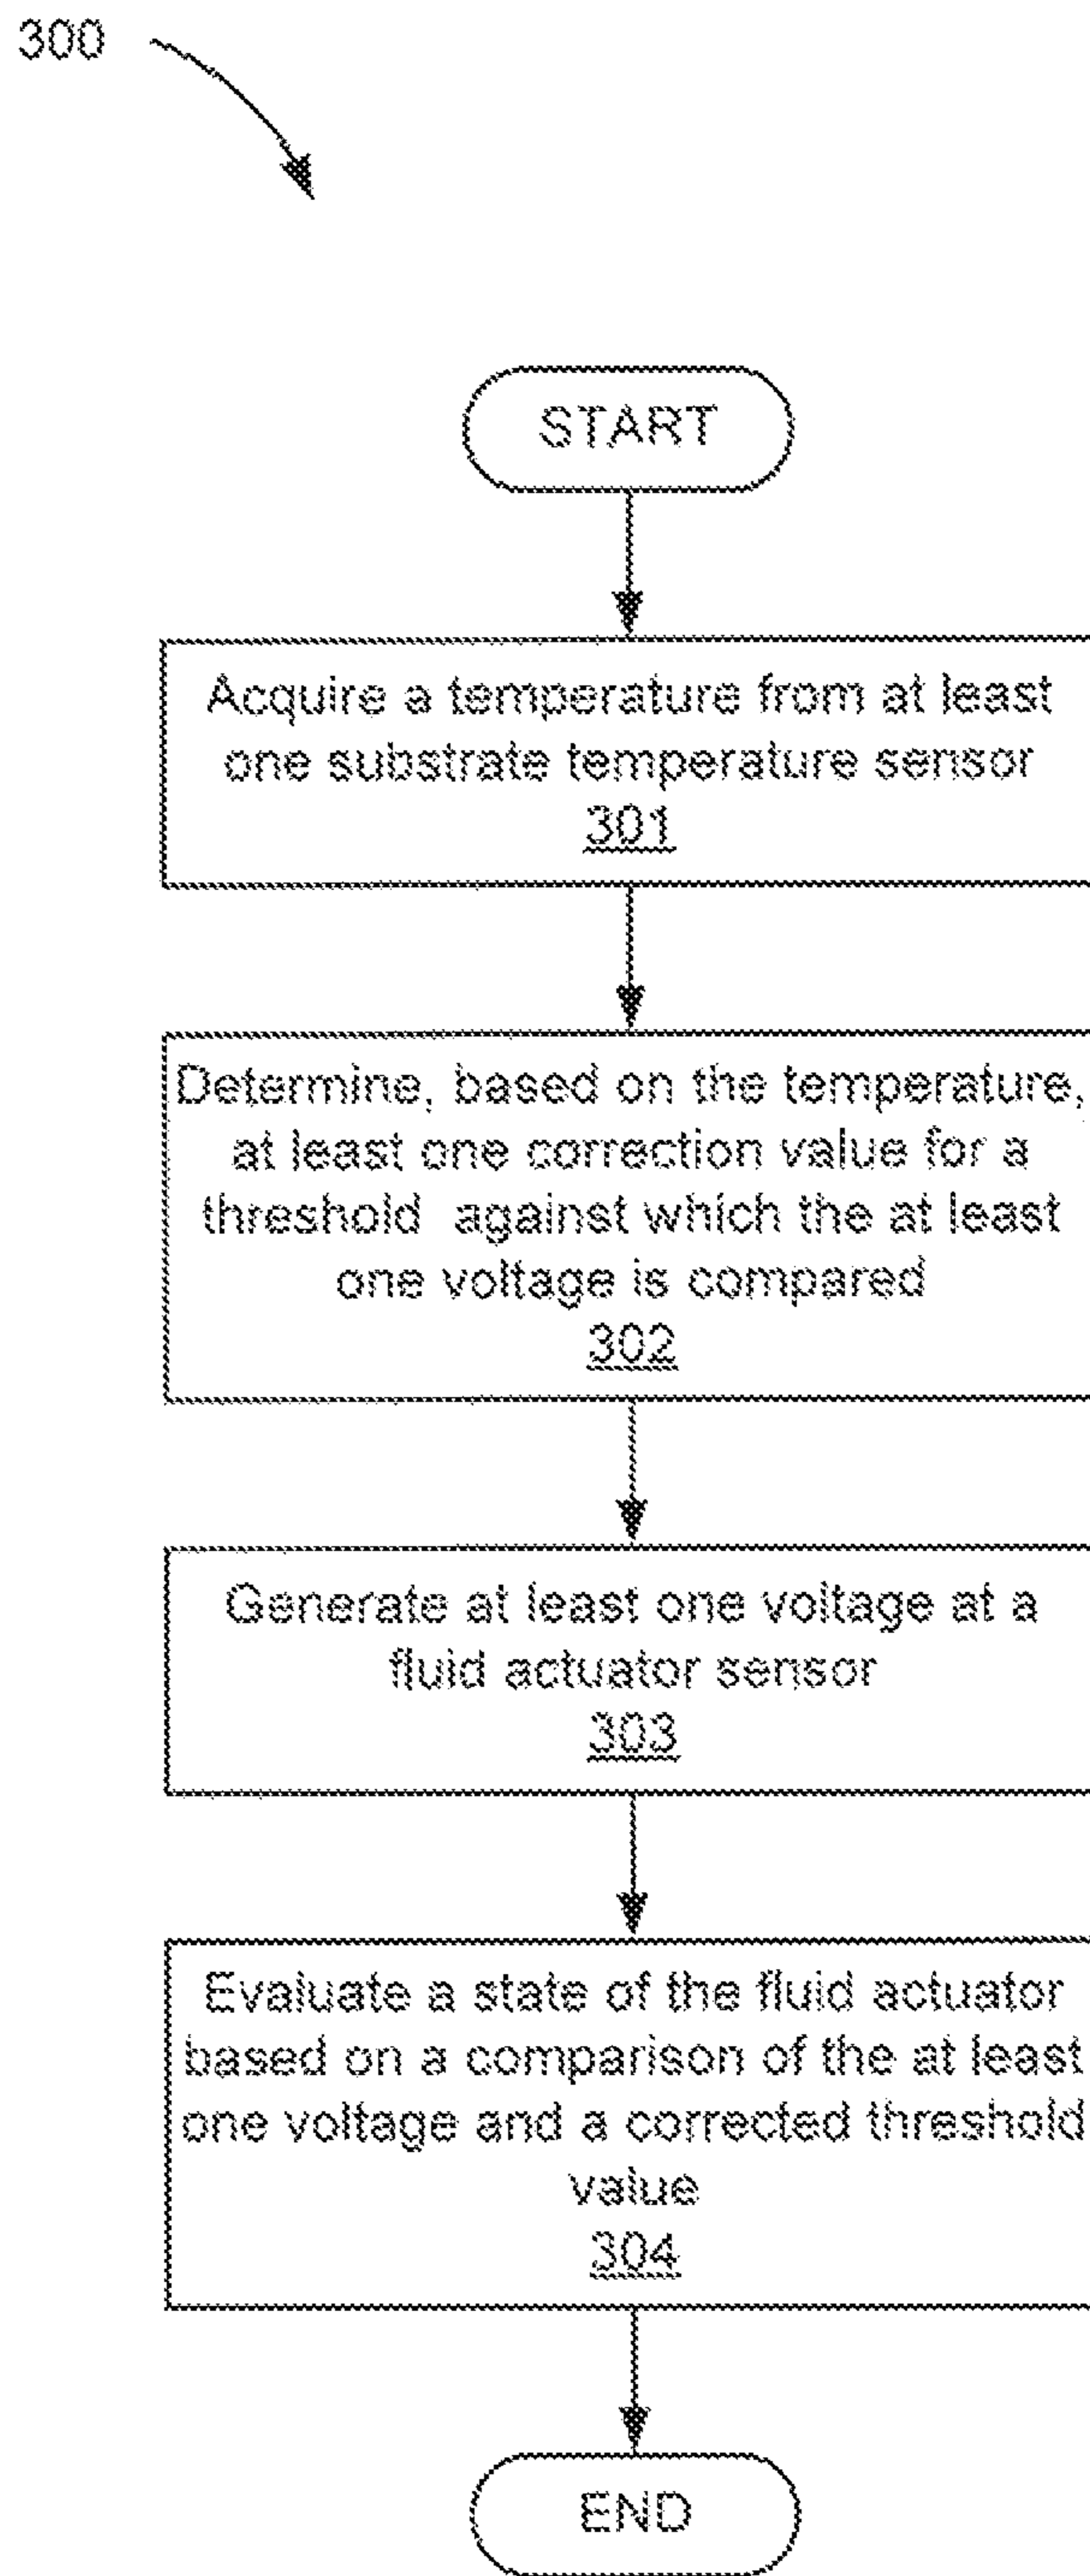 300
START
Acquire a temperature from at least
one substrate temperature sensor
301
Determine, based on the temperature,
at least one correction value for a
threshold against which the at least
one voltage is compared
302
Generate at least one voltage at a
fluid actuator sensor
303
Evaluate a state of the fluid actuator
based on a comparison of the at least
one voltage and a corrected threshold
value
304
END